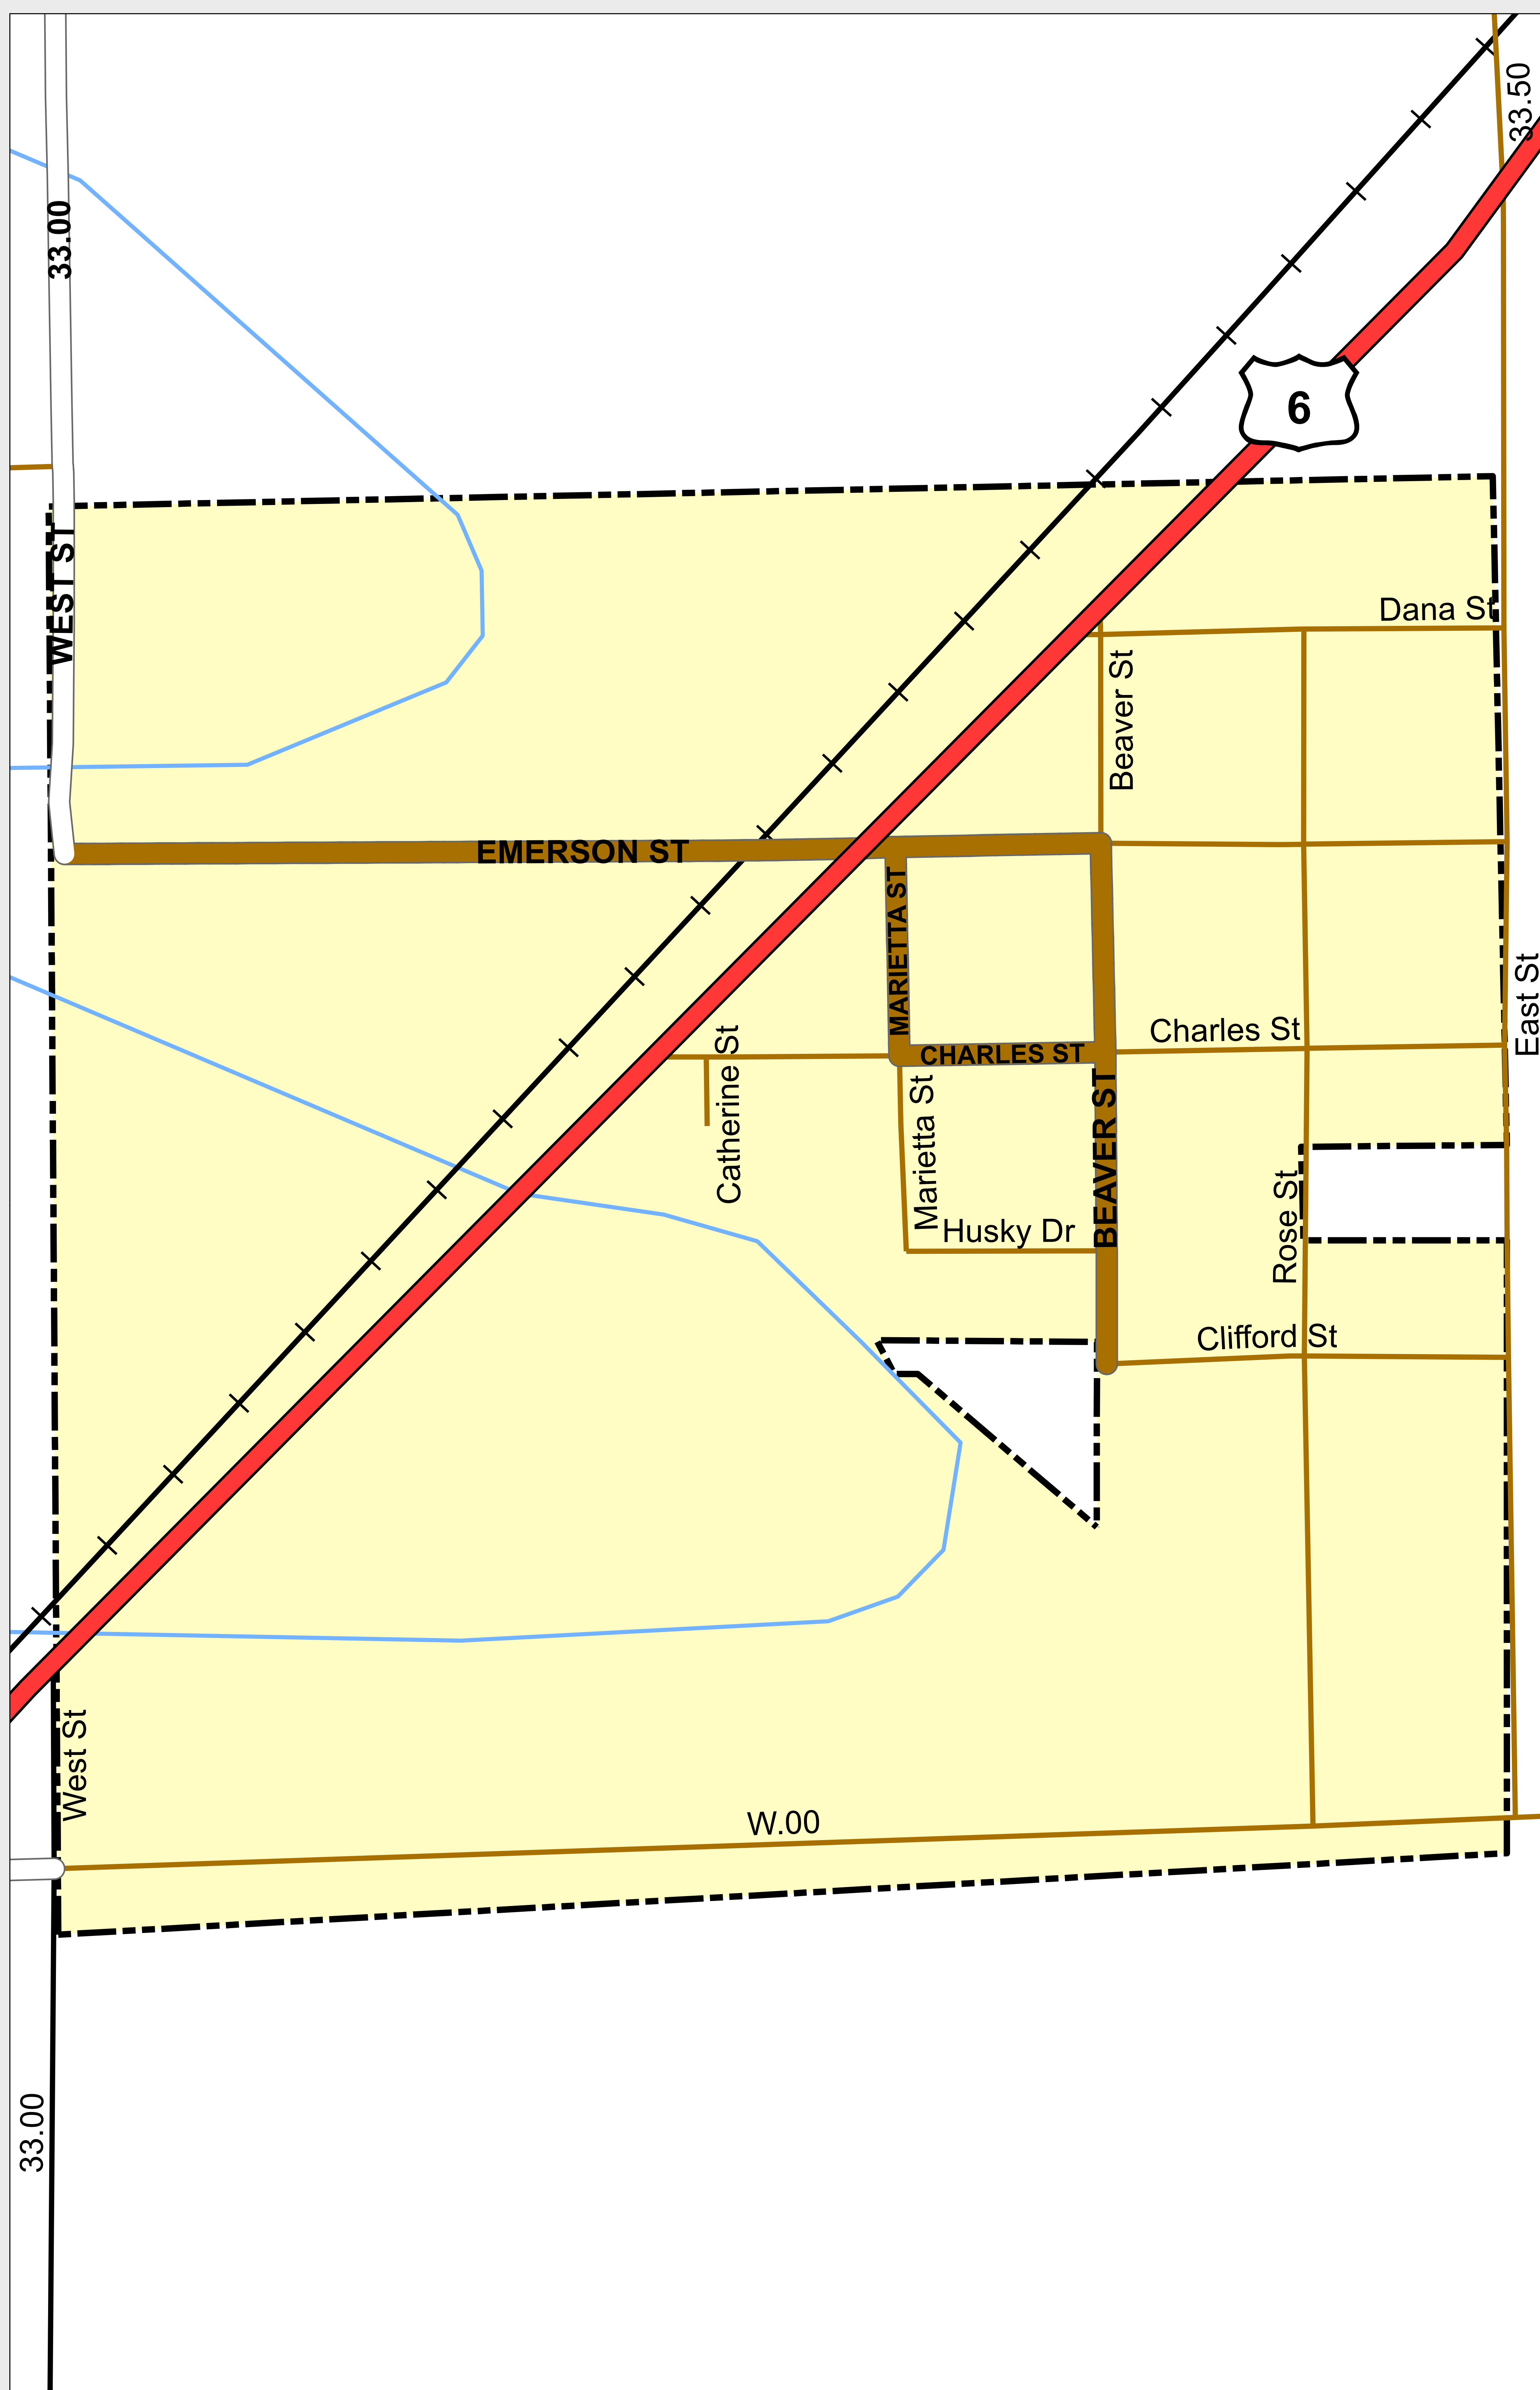 33.50
33.00
6
WEST ST
Dana St
Beaver St
EMERSON ST
MARIETTA ST
East St
Charles St
CHARLES ST
Catherine St
Marietta St
BEAVER ST
Husky Dr
Rose St
Clifford St
West St
W.00
33.00